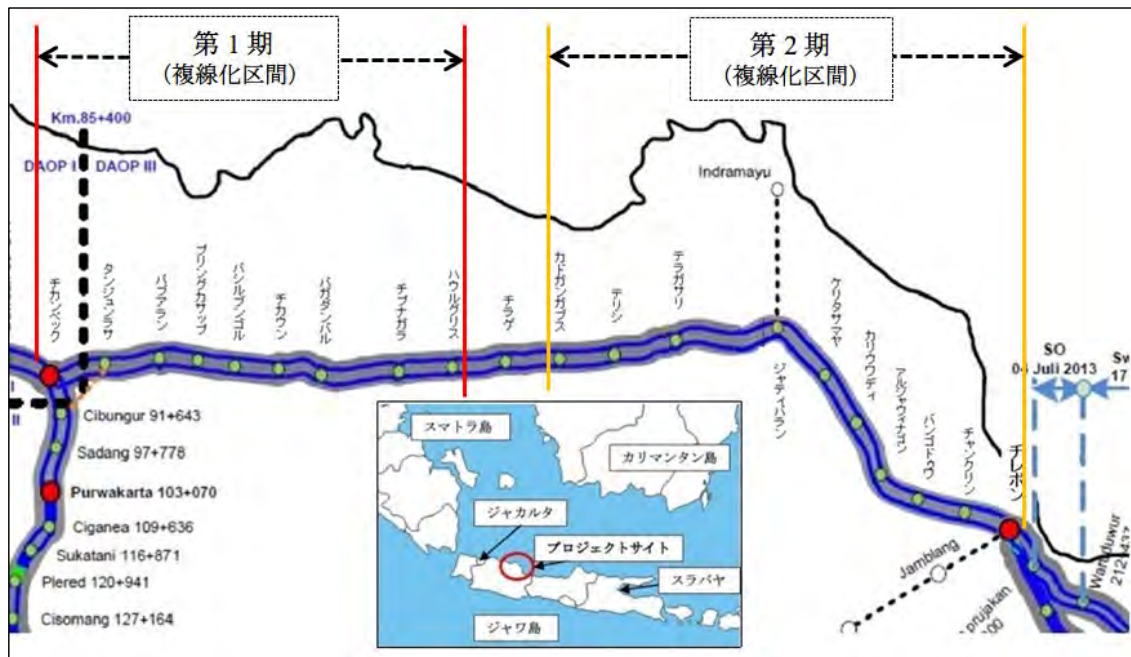 第1期
(複線化区間)
第2期
(複線化区間)
Km.85+400
DAOP I
DAOP III
Indramayu
チカンペック
タンジュンラサ
パブアラン
プリングカサップ
パシルブンゴル
チカウン
パガダンバル
チプナガラ
ハウルグリス
チラゲ
カドカンガブス
テリシ
テラガサリ
ジャティバラン
ケリタサマヤ
カリウウディ
アルジャウィナゴン
バンゴドゥワ
チャンクリン
チレボン
SO
04 Juli 2013
Sw
17
I
II
Cibungur 91+643
Sadang 97+778
Purwakarta 103+070
Ciganea 109+636
Sukatani 116+871
Plered 120+941
Cisomang 127+164
スマトラ島
カリマンタン島
ジャカルタ
プロジェクトサイト
スラバヤ
ジャワ島
Jamblang
prujakan
Waruduwur